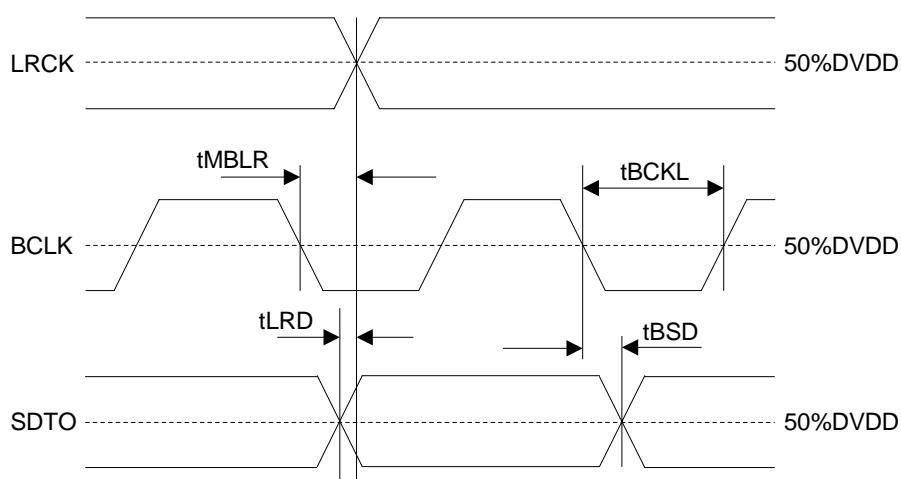 LRCK
50%DVDD
tMBLR
tBCKL
BCLK
50%DVDD
tLRD
tBSD
SDTO
50%DVDD